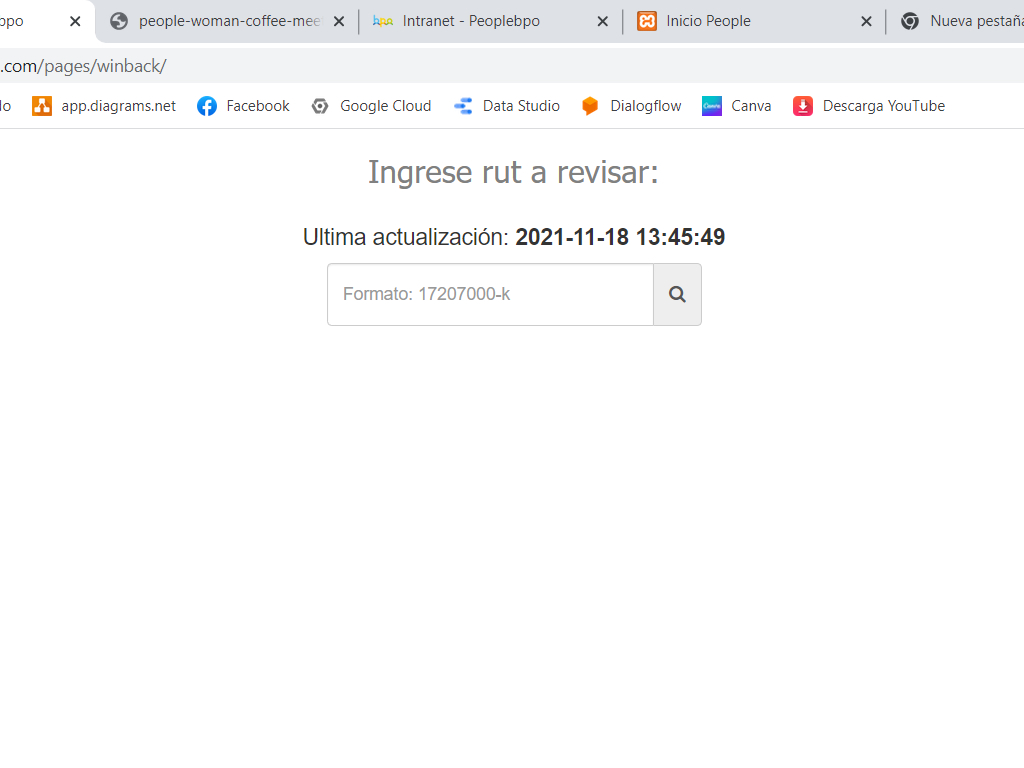 ppo people-woman-coffee-mee Intranet - Peoplebpo Inicio People Nueva pestaña
.com/pages/winback/
lo app.diagrams.net Facebook Google Cloud Data Studio Dialogflow Canva Descarga YouTube
Ingrese rut a revisar:
Ultima actualización: 2021-11-18 13:45:49
Formato: 17207000-k